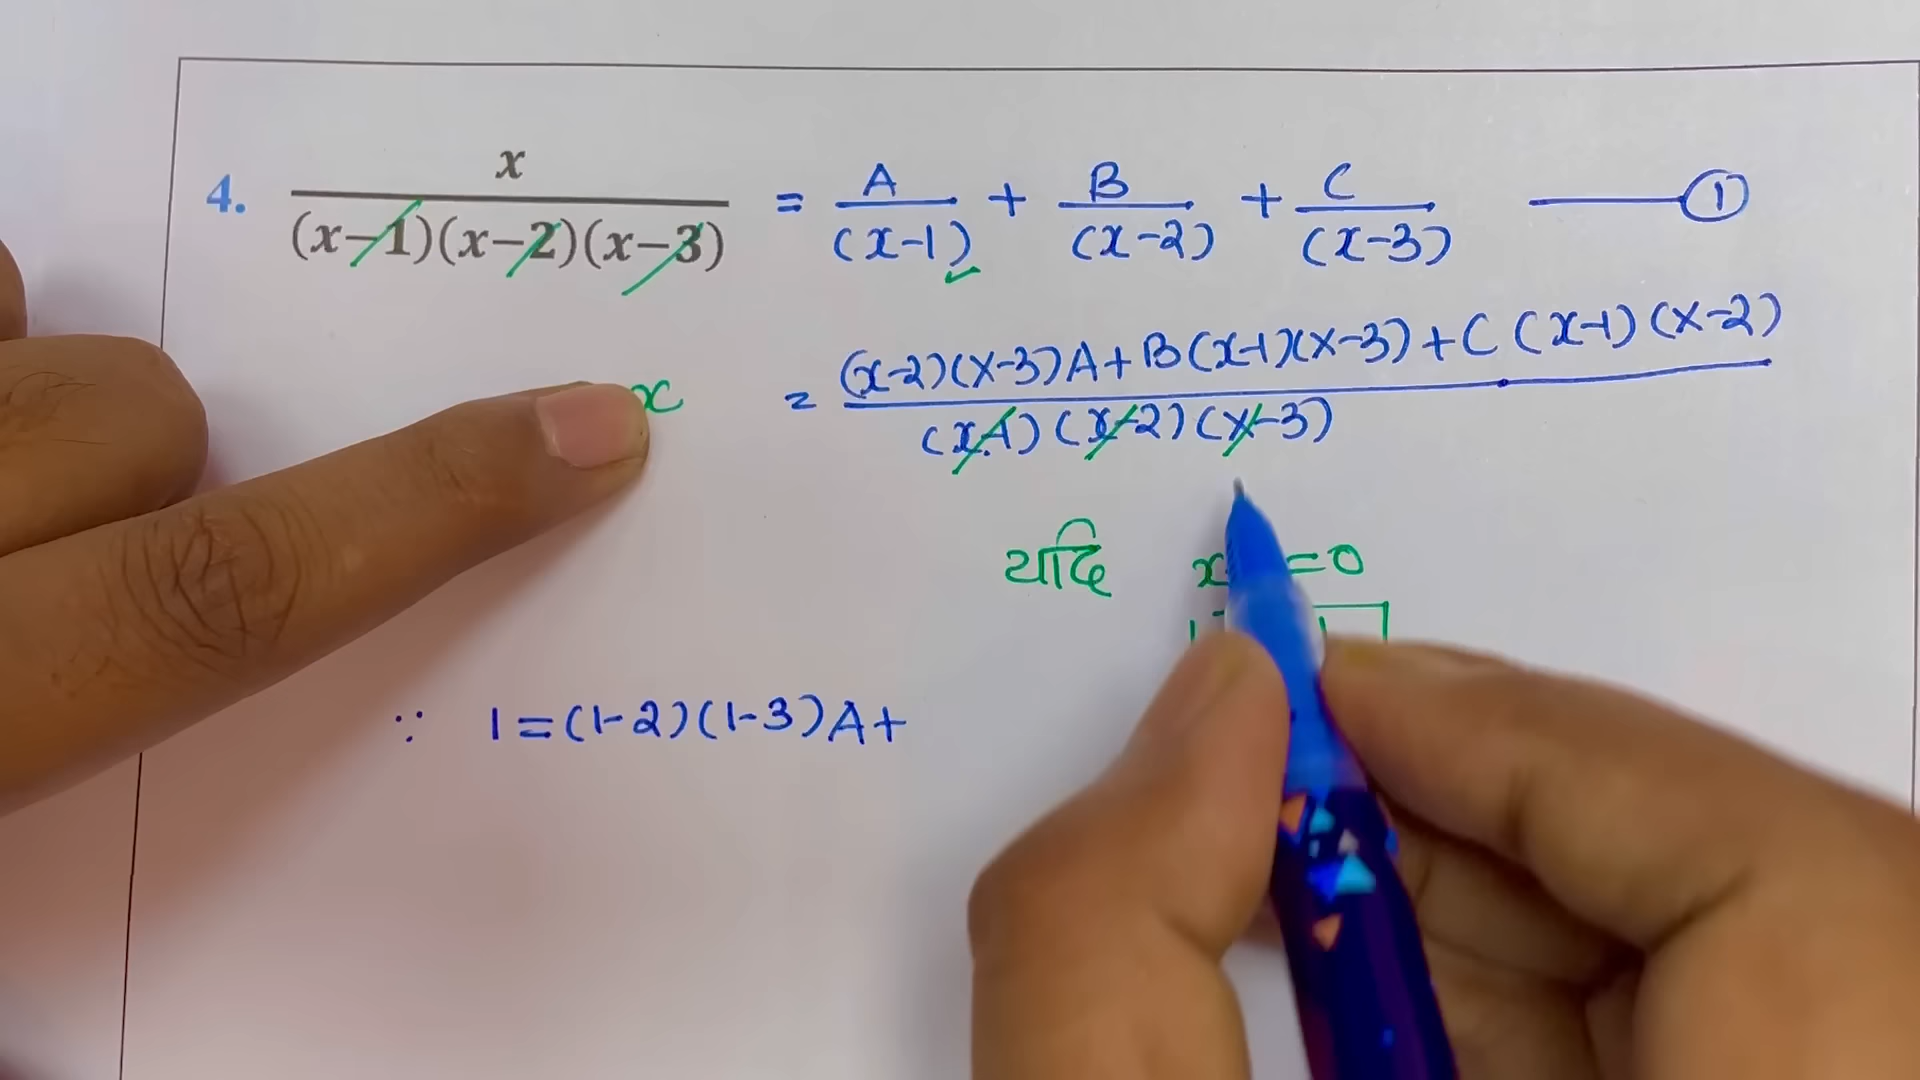 4. x/((x-1)(x-2)(x-3)) = A/(x-1) + B/(x-2) + C/(x-3) —— ①
x = ((x-2)(x-3)A+B(x-1)(x-3)+C(x-1)(x-2))/((x-1)(x-2)(x-3))
यदि x =0
∵ 1=(1-2)(1-3)A+